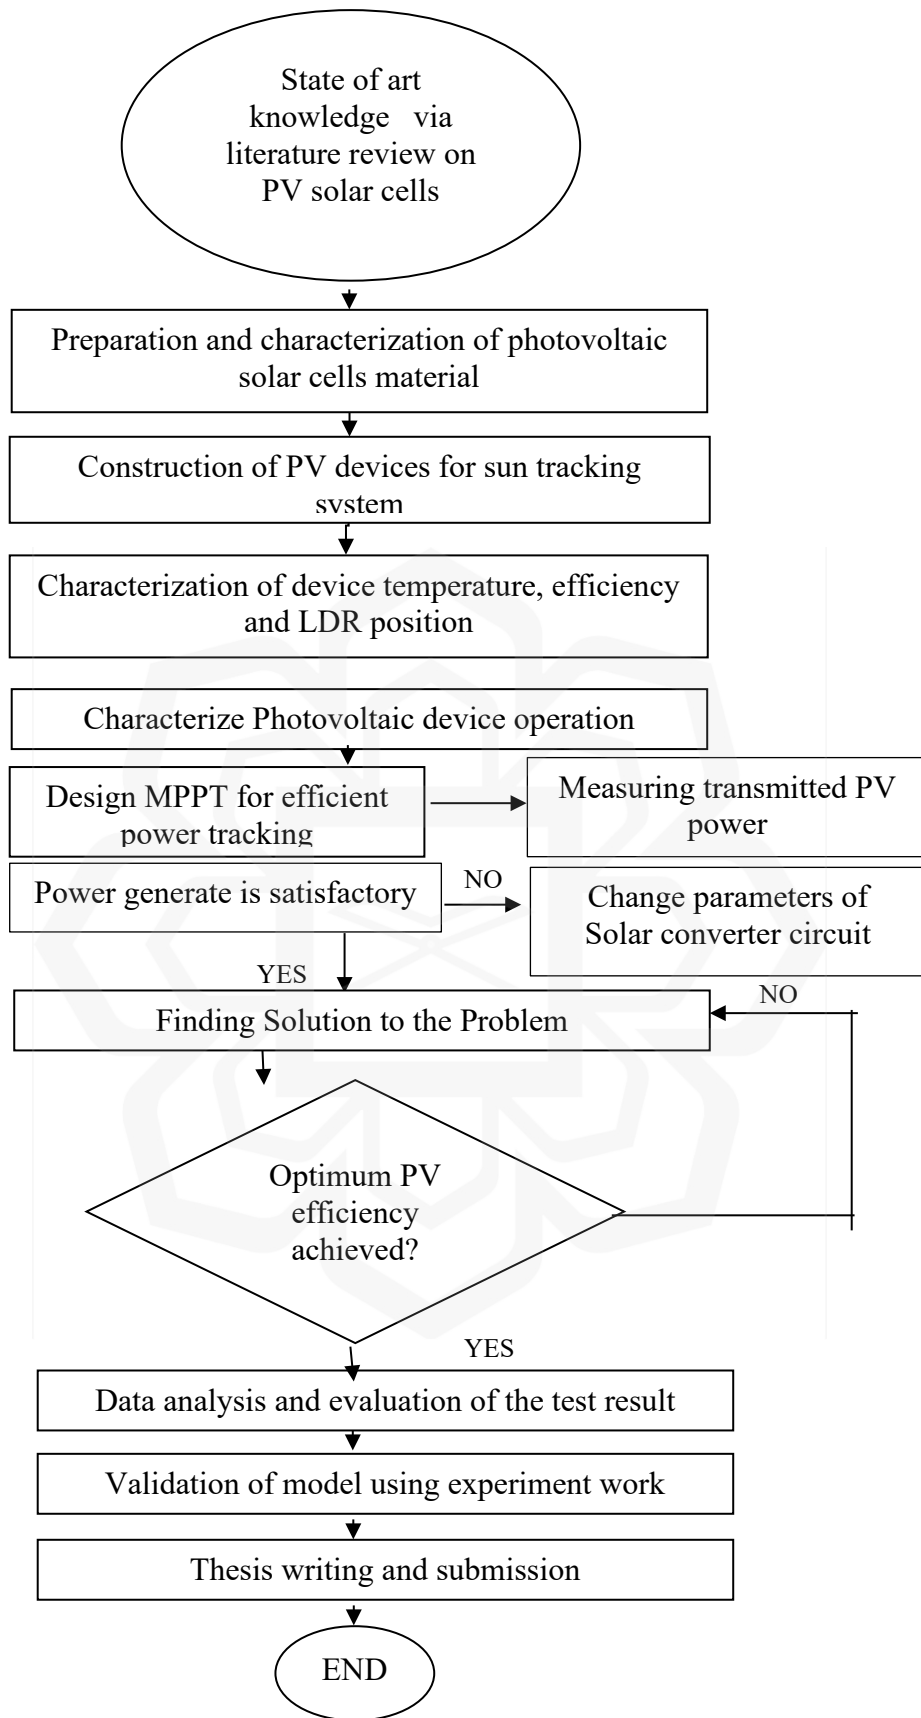 State of art
knowledge via
literature review on
PV solar cells
Preparation and characterization of photovoltaic
solar cells material
Construction of PV devices for sun tracking
system
Characterization of device temperature, efficiency
and LDR position
Characterize Photovoltaic device operation
Design MPPT for efficient
power tracking
Measuring transmitted PV
power
Power generate is satisfactory
NO
Change parameters of
Solar converter circuit
YES
NO
Finding Solution to the Problem
Optimum PV
efficiency
achieved?
YES
Data analysis and evaluation of the test result
Validation of model using experiment work
Thesis writing and submission
END